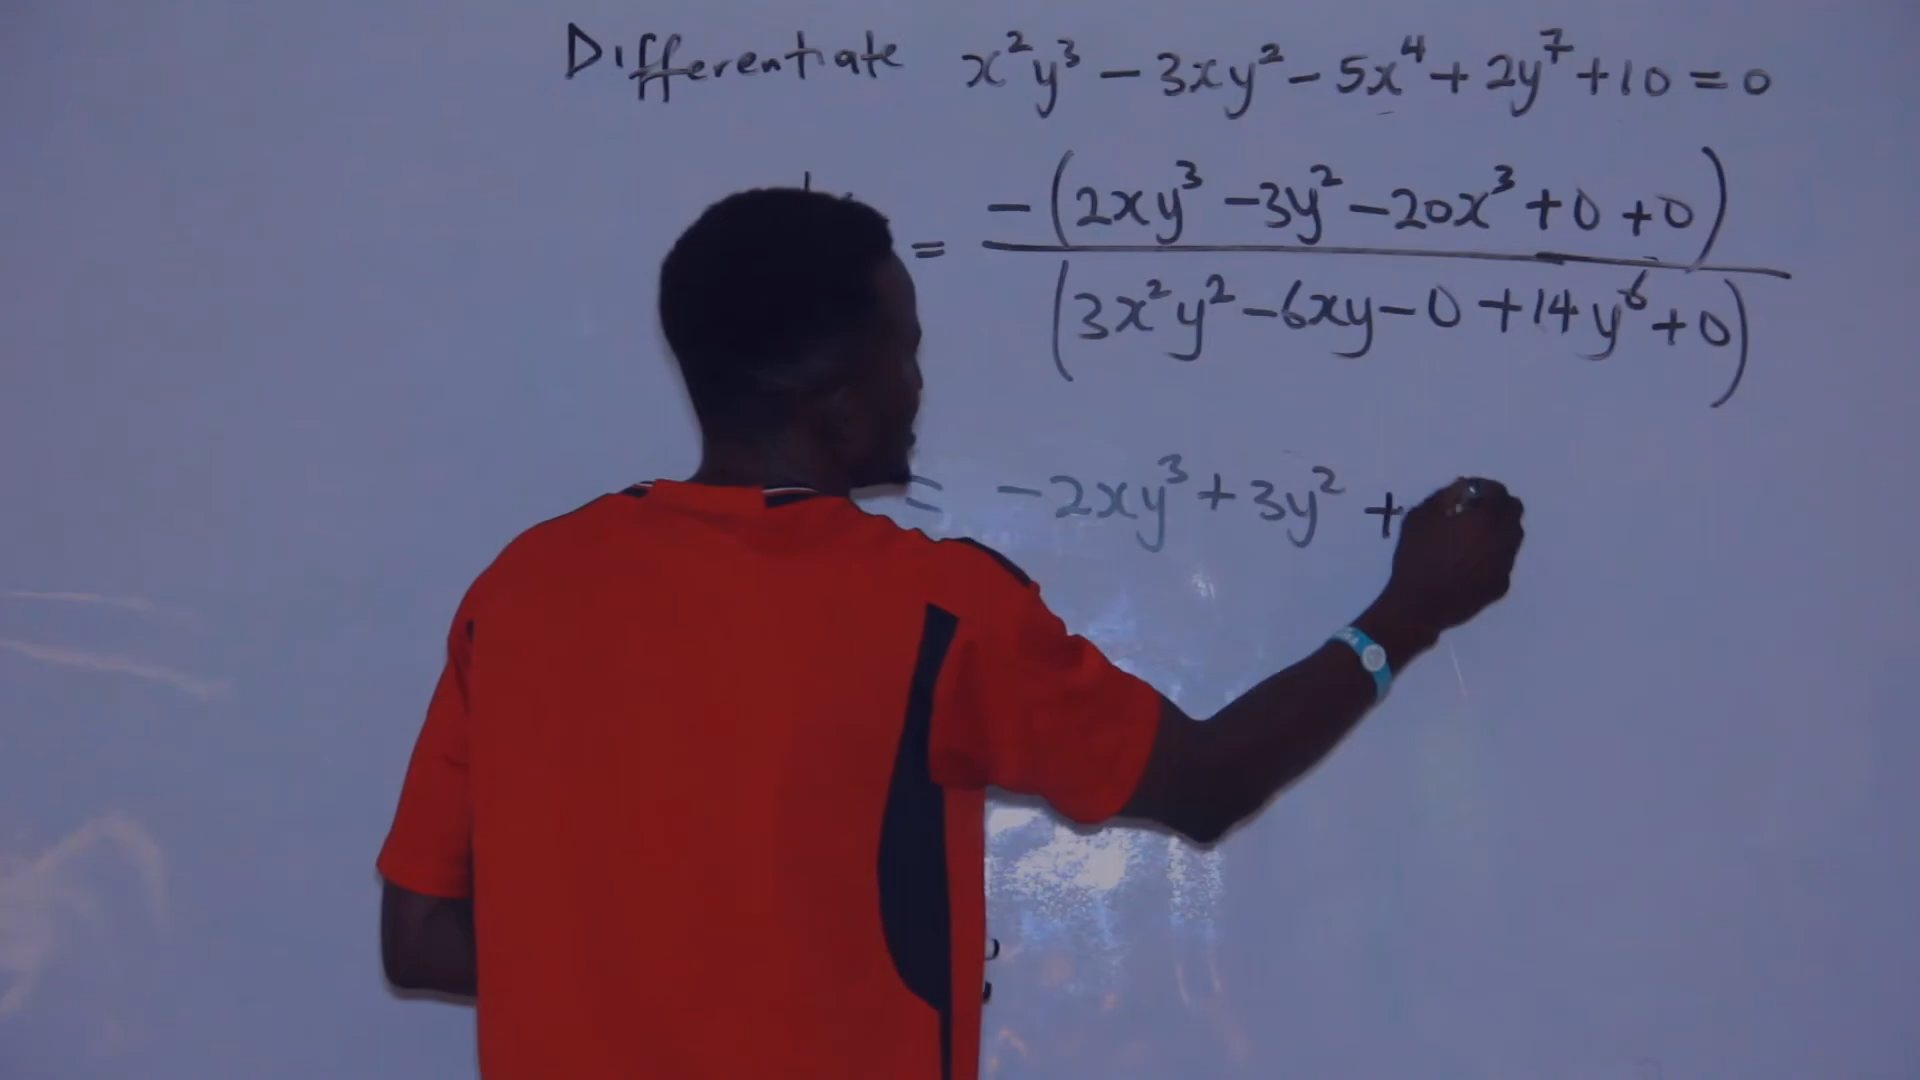 Differentiate x²y³ - 3xy² - 5x⁴ + 2y⁷ + 10 = 0
= -(2xy³ - 3y² - 20x³ + 0 + 0)
(3x²y² - 6xy - 0 + 14y⁶ + 0)
= -2xy³ + 3y² +